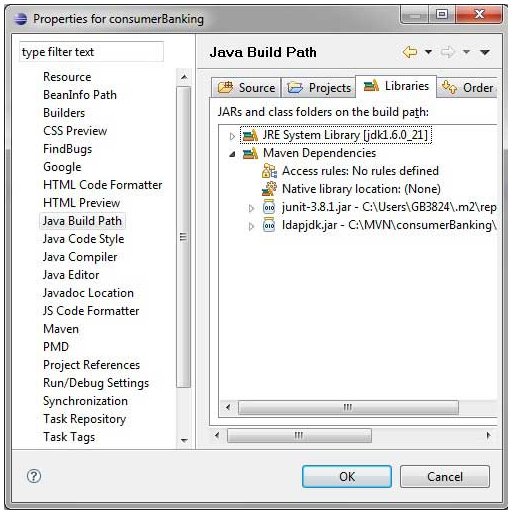 Properties for consumerBanking
type filter text
Resource
BeanInfo Path
Builders
CSS Preview
FindBugs
Google
HTML Code Formatter
HTML Preview
Java Build Path
Java Code Style
Java Compiler
Java Editor
Javadoc Location
JS Code Formatter
Maven
PMD
Project References
Run/Debug Settings
Synchronization
Task Repository
Task Tags
Java Build Path
Source Projects Libraries Order
JARs and class folders on the build path:
JRE System Library [jdk1.6.0_21]
Maven Dependencies
Access rules: No rules defined
Native library location: (None)
junit-3.8.1.jar - C:\Users\GB3824\.m2\rep
ldapjdk.jar - C:\MVN\consumerBanking\
OK Cancel